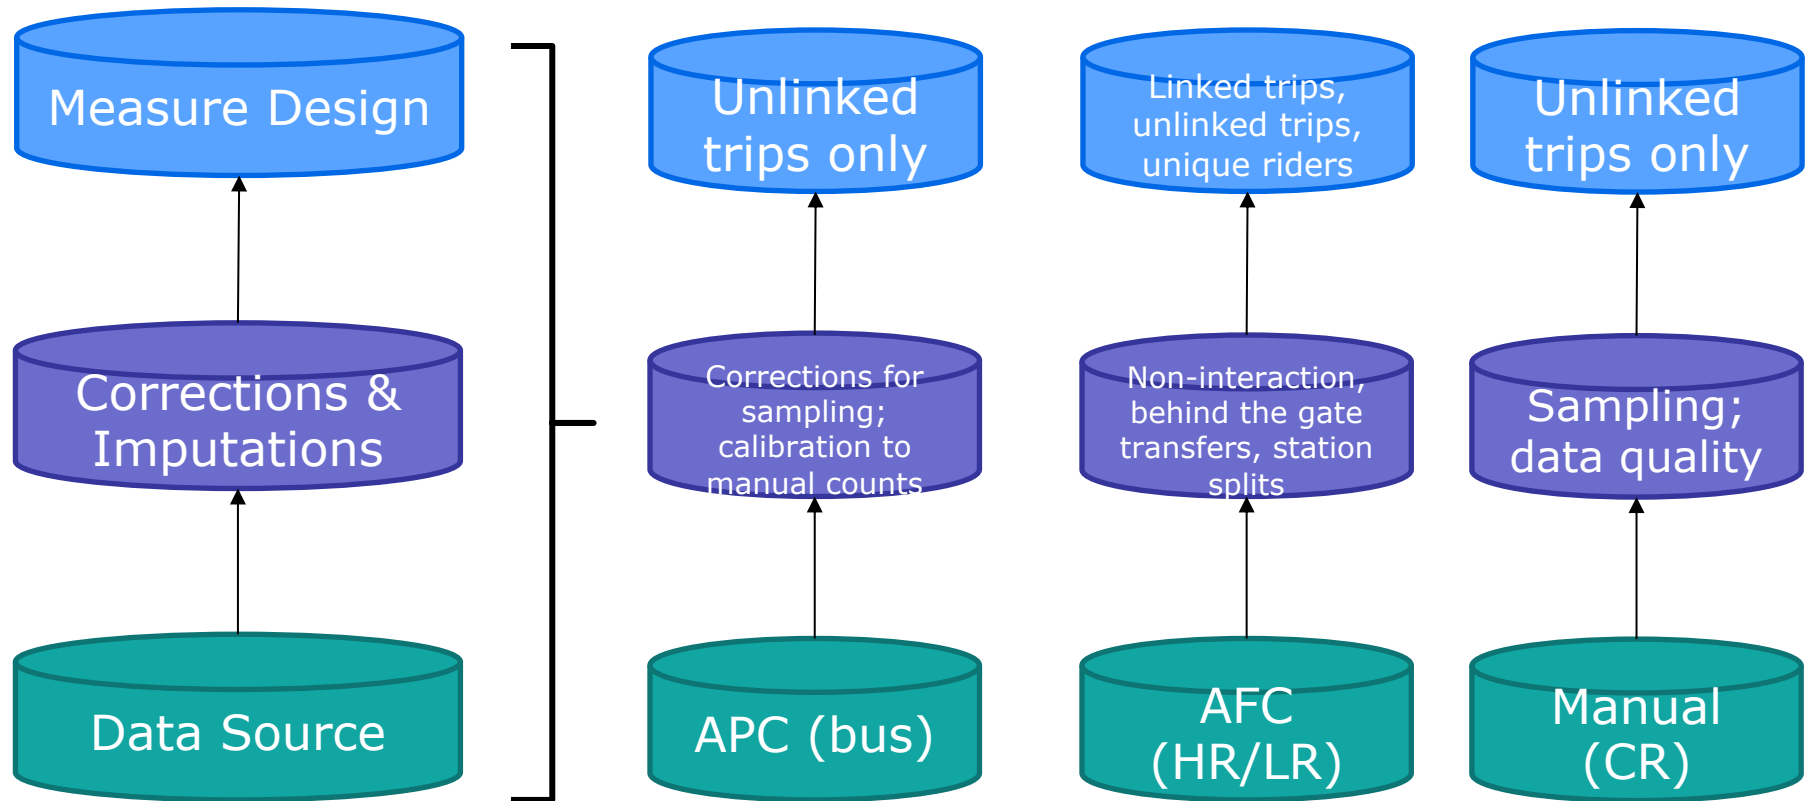 Measure Design
Unlinked
trips only
Linked trips,
unlinked trips,
unique riders
Unlinked
trips only
Corrections &
Imputations
Corrections for
sampling;
calibration to
manual counts
Non-interaction,
behind the gate
transfers, station
splits
Sampling;
data quality
Data Source
APC (bus)
AFC
(HR/LR)
Manual
(CR)